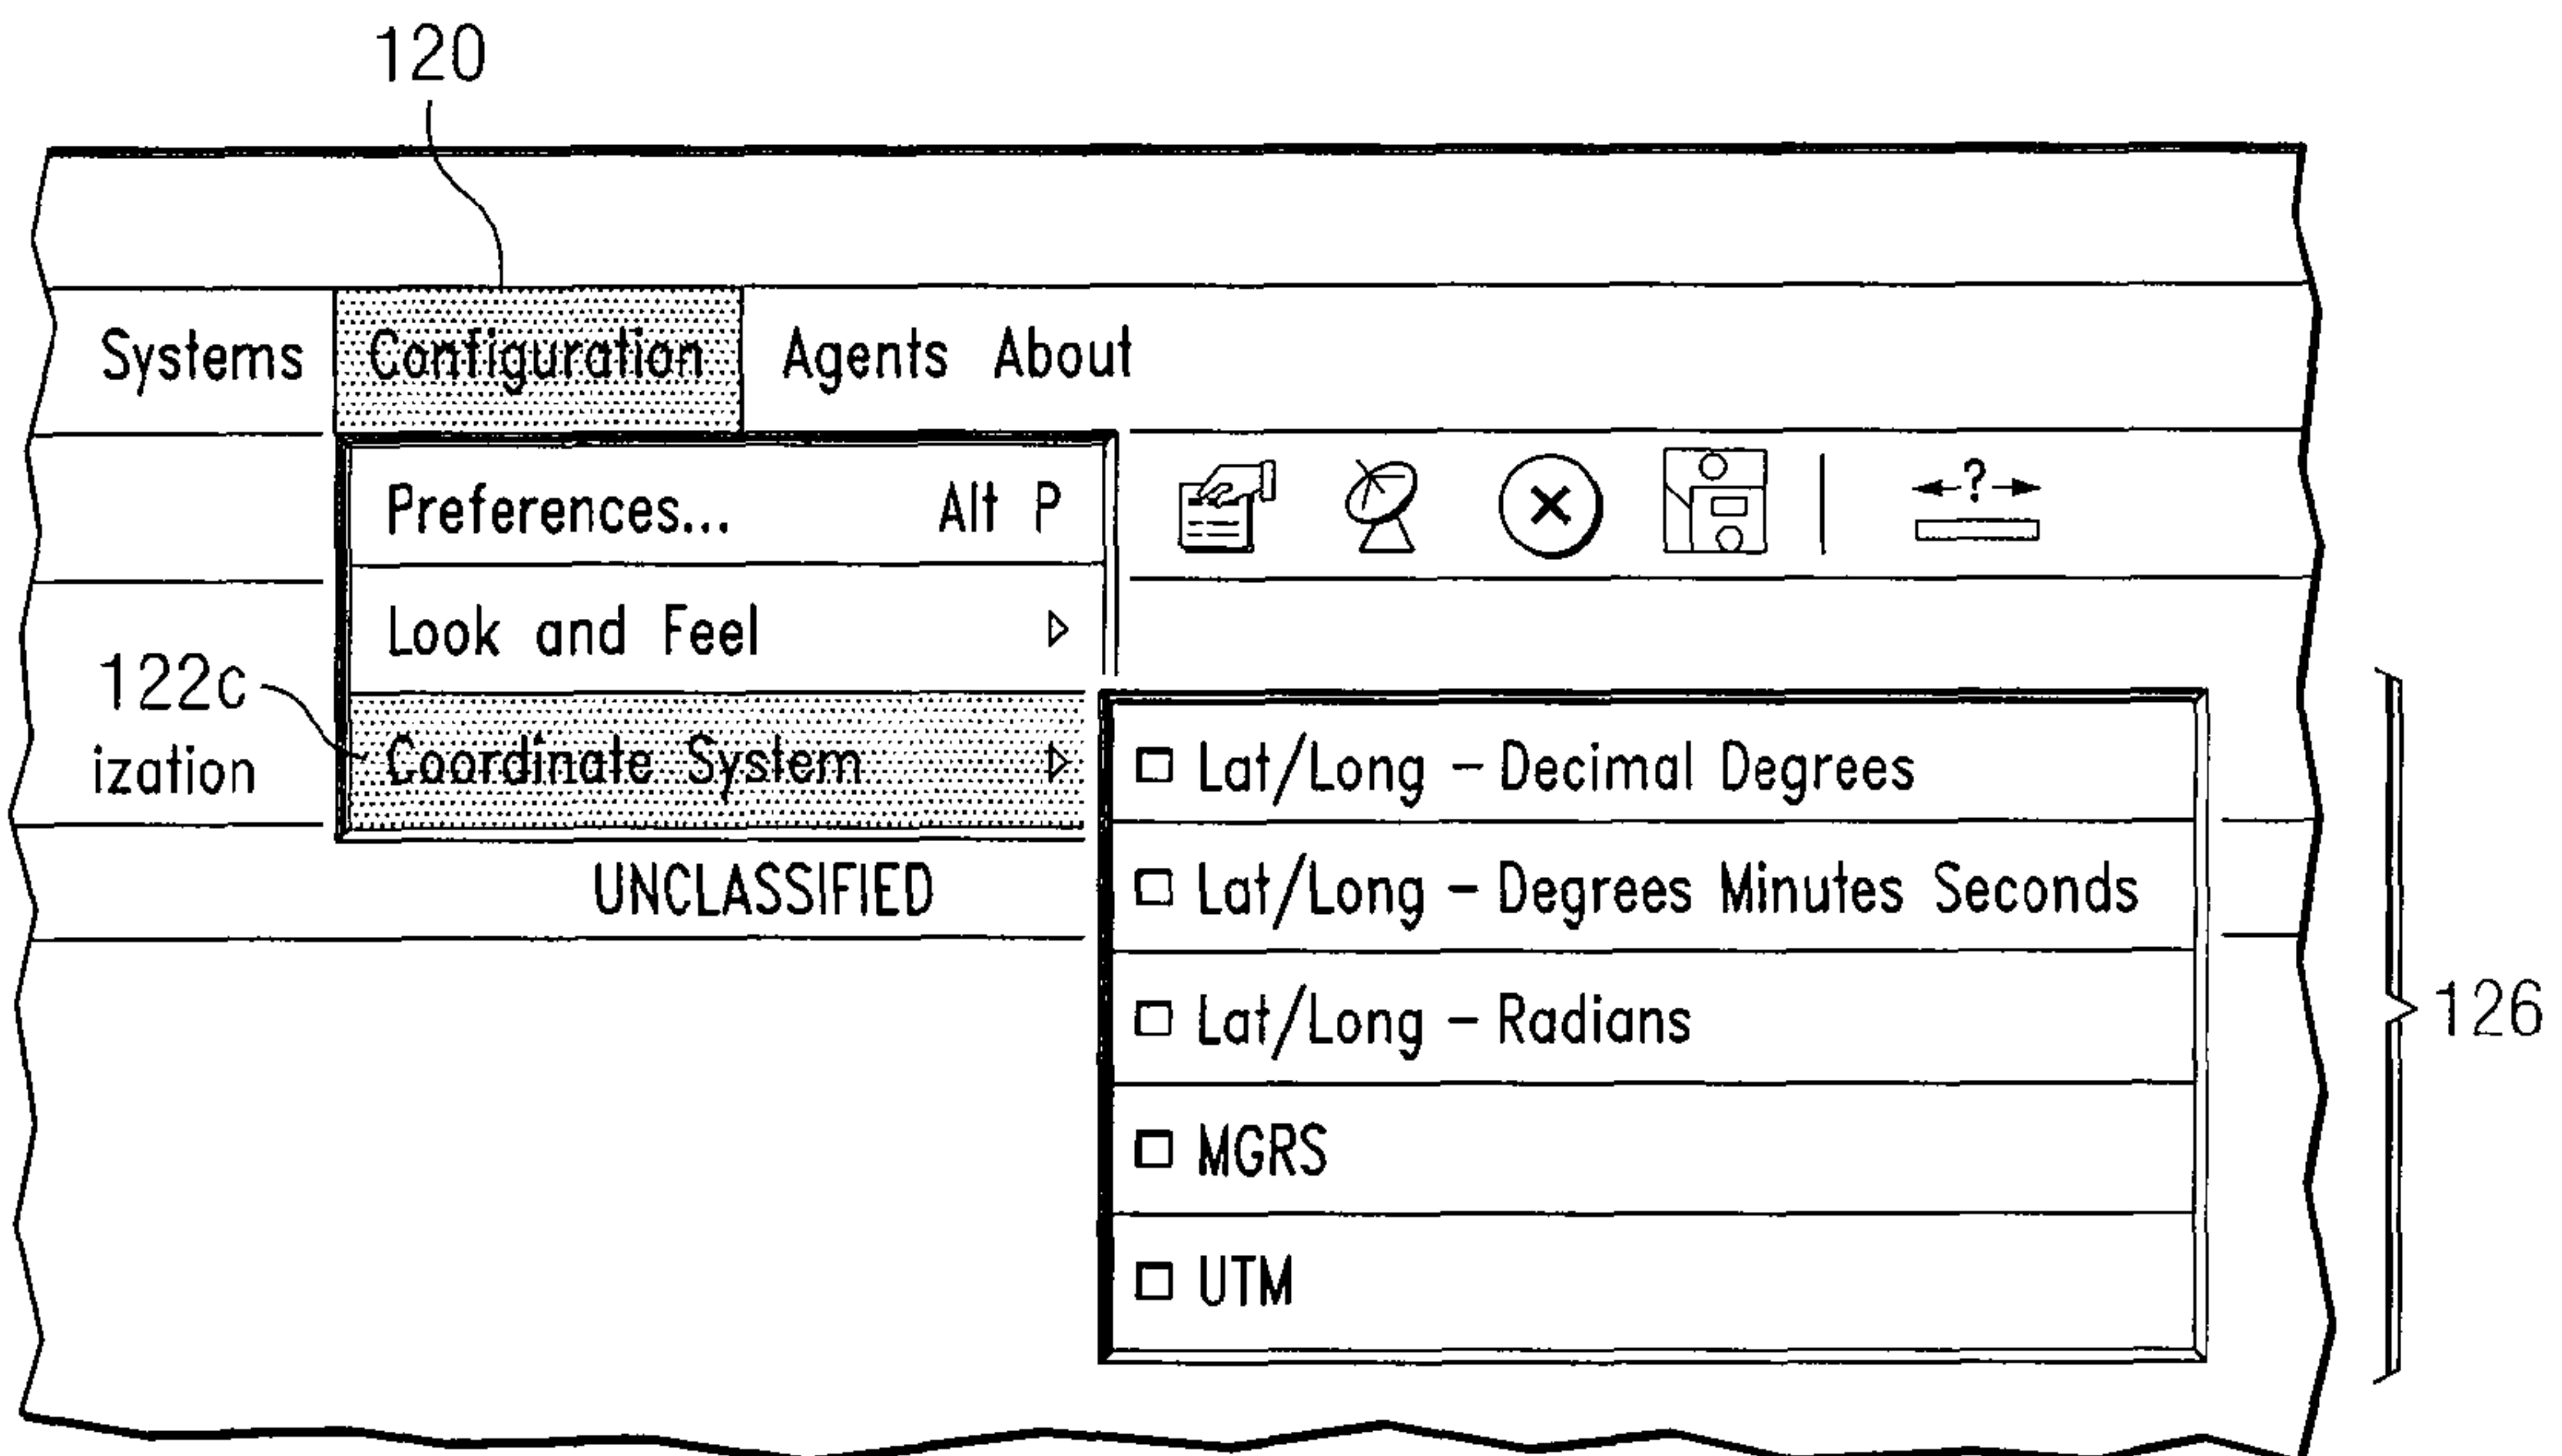 120
Systems Configuration Agents About
Preferences... Alt P
?
Look and Feel
122c
Coordinate System
ization
Lat/Long - Decimal Degrees
UNCLASSIFIED
Lat/Long - Degrees Minutes Seconds
Lat/Long - Radians
126
MGRS
UTM